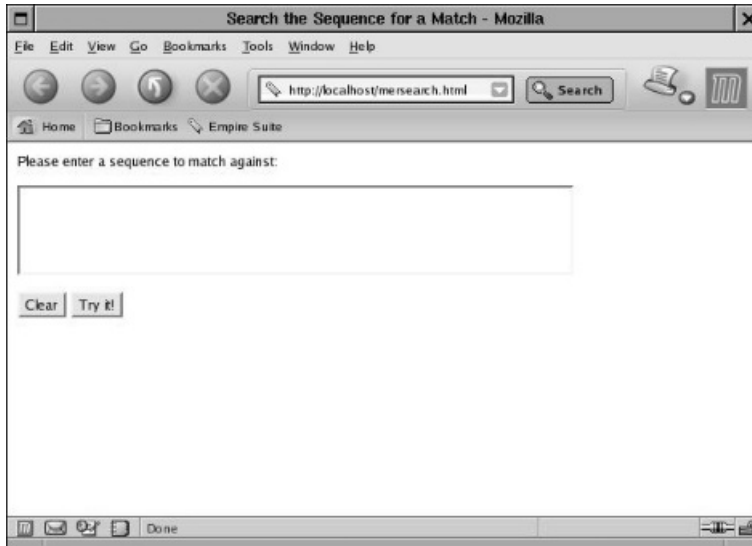 Search the Sequence for a Match - Mozilla
File Edit View Go Bookmarks Tools Window Help
http://localhost/mersearch.html Search
Home Bookmarks Empire Suite
Please enter a sequence to match against:
Clear Try it!
Done